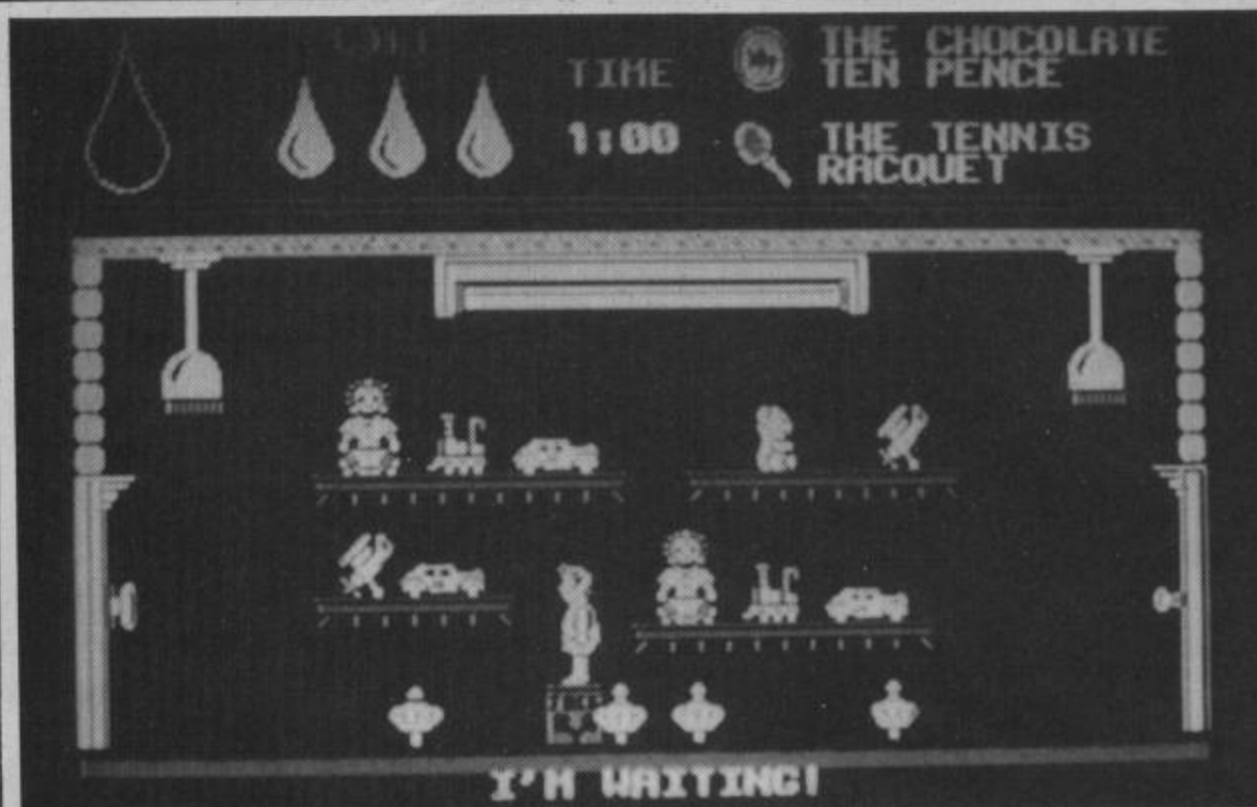 TIME
1:00
THE CHOCOLATE
TEN PENCE
THE TENNIS
RACQUET
I'M WAITING!